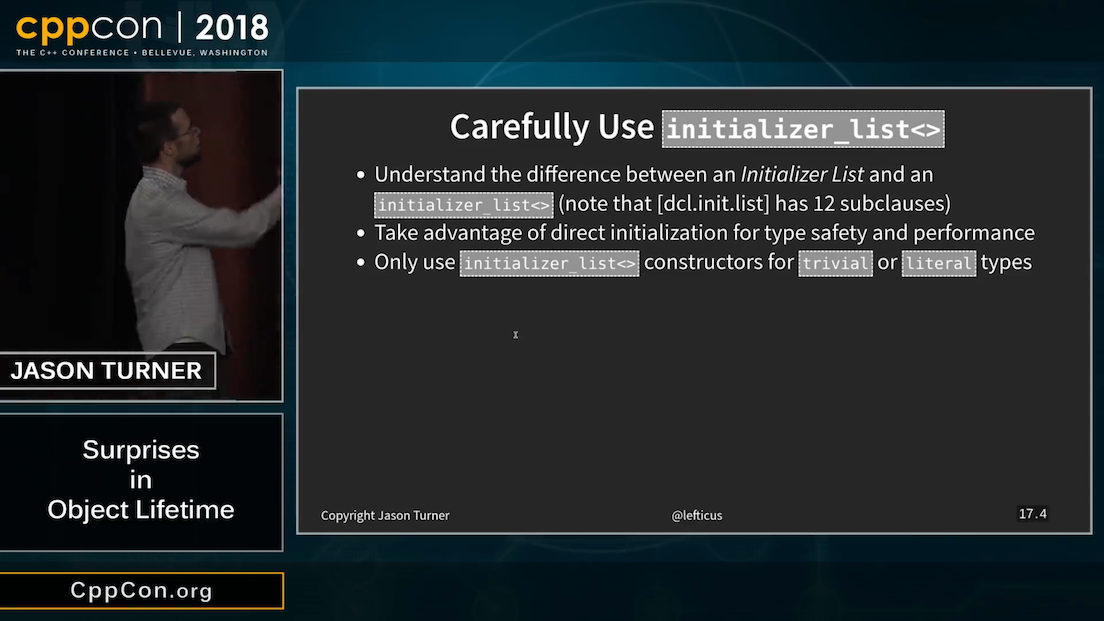 cppcon | 2018
THE C++ CONFERENCE • BELLEVUE, WASHINGTON
JASON TURNER
Surprises
in
Object Lifetime
CppCon.org
Carefully Use initializer_list<>
• Understand the difference between an Initializer List and an
initializer_list<> (note that [dcl.init.list] has 12 subclauses)
• Take advantage of direct initialization for type safety and performance
• Only use initializer_list<> constructors for trivial or literal types
Copyright Jason Turner
@lefticus
17.4